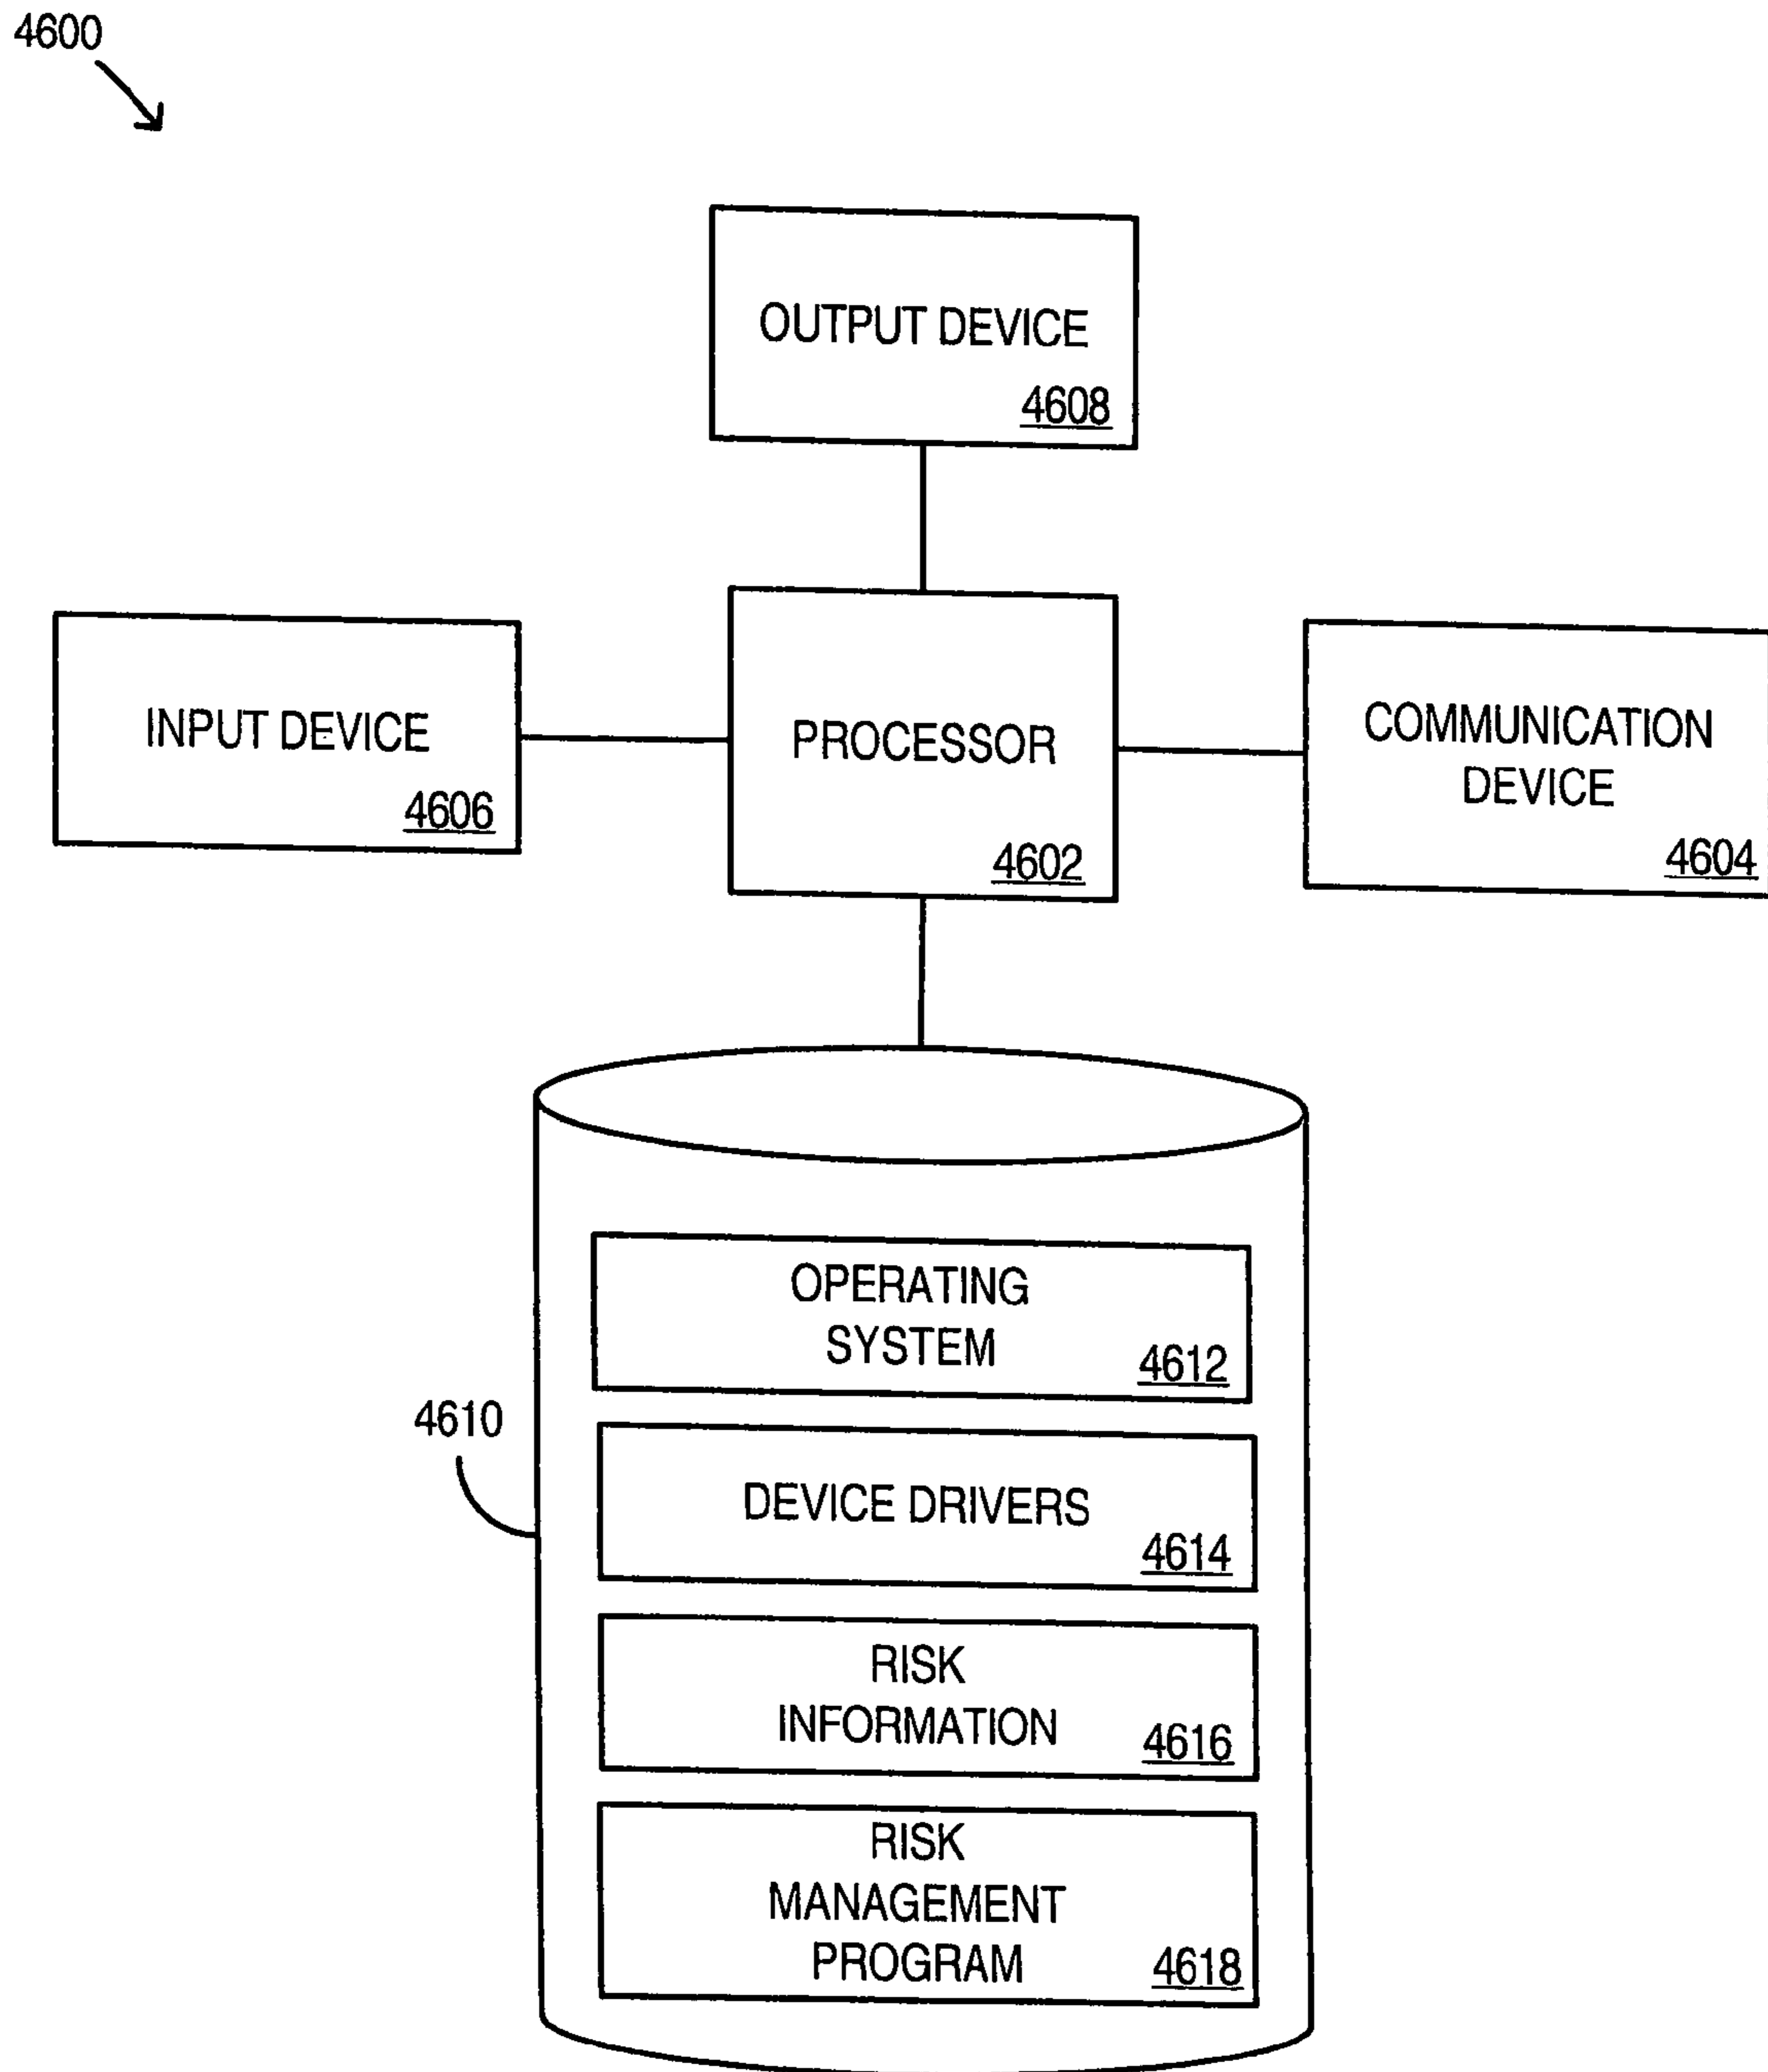 4600
OUTPUT DEVICE
4608
INPUT DEVICE
4606
PROCESSOR
4602
COMMUNICATION
DEVICE
4604
OPERATING
SYSTEM
4612
4610
DEVICE DRIVERS
4614
RISK
INFORMATION
4616
RISK
MANAGEMENT
PROGRAM
4618